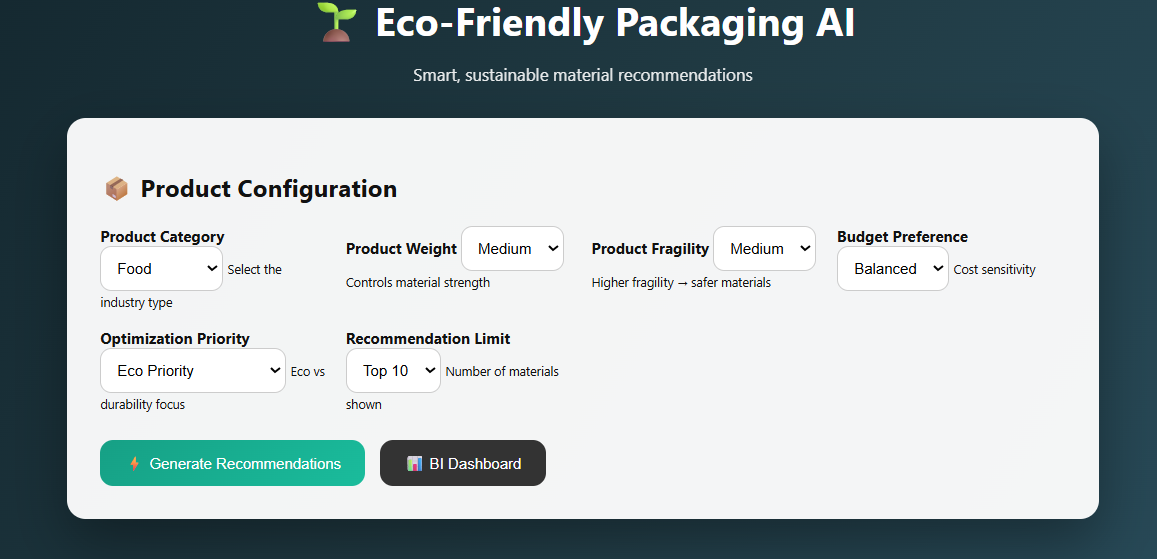 Eco-Friendly Packaging AI
Smart, sustainable material recommendations
Product Configuration
Product Category
Food Select the
industry type
Product Weight Medium
Controls material strength
Product Fragility Medium
Higher fragility → safer materials
Budget Preference
Balanced Cost sensitivity
Optimization Priority
Eco Priority Eco vs
durability focus
Recommendation Limit
Top 10 Number of materials
shown
Generate Recommendations
BI Dashboard